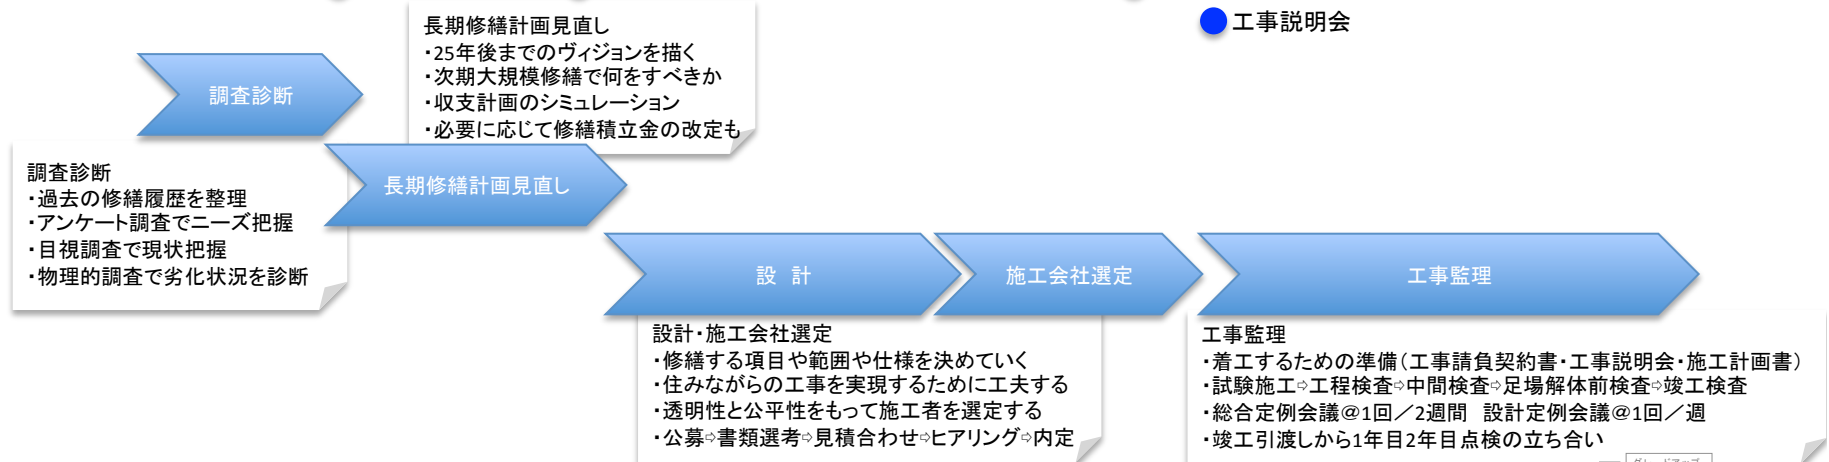 長期修繕計画見直し
・25年後までのヴィジョンを描く
・次期大規模修繕で何をすべきか
・収支計画のシミュレーション
・必要に応じて修繕積立金の改定も
工事説明会
調査診断
調査診断
・過去の修繕履歴を整理
・アンケート調査でニーズ把握
・目視調査で現状把握
・物理的調査で劣化状況を診断
長期修繕計画見直し
設 計
施工会社選定
工事監理
設計・施工会社選定
・修繕する項目や範囲や仕様を決めていく
・住みながらの工事を実現するために工夫する
・透明性と公平性をもって施工者を選定する
・公募⇨書類選考⇨見積合わせ⇨ヒアリング⇨内定
工事監理
・着工するための準備（工事請負契約書・工事説明会・施工計画書）
・試験施工⇨工程検査⇨中間検査⇨足場解体前検査⇨竣工検査
・総合定例会議@1回／2週間 設計定例会議@1回／週
・竣工引渡しから1年目2年目点検の立ち合い